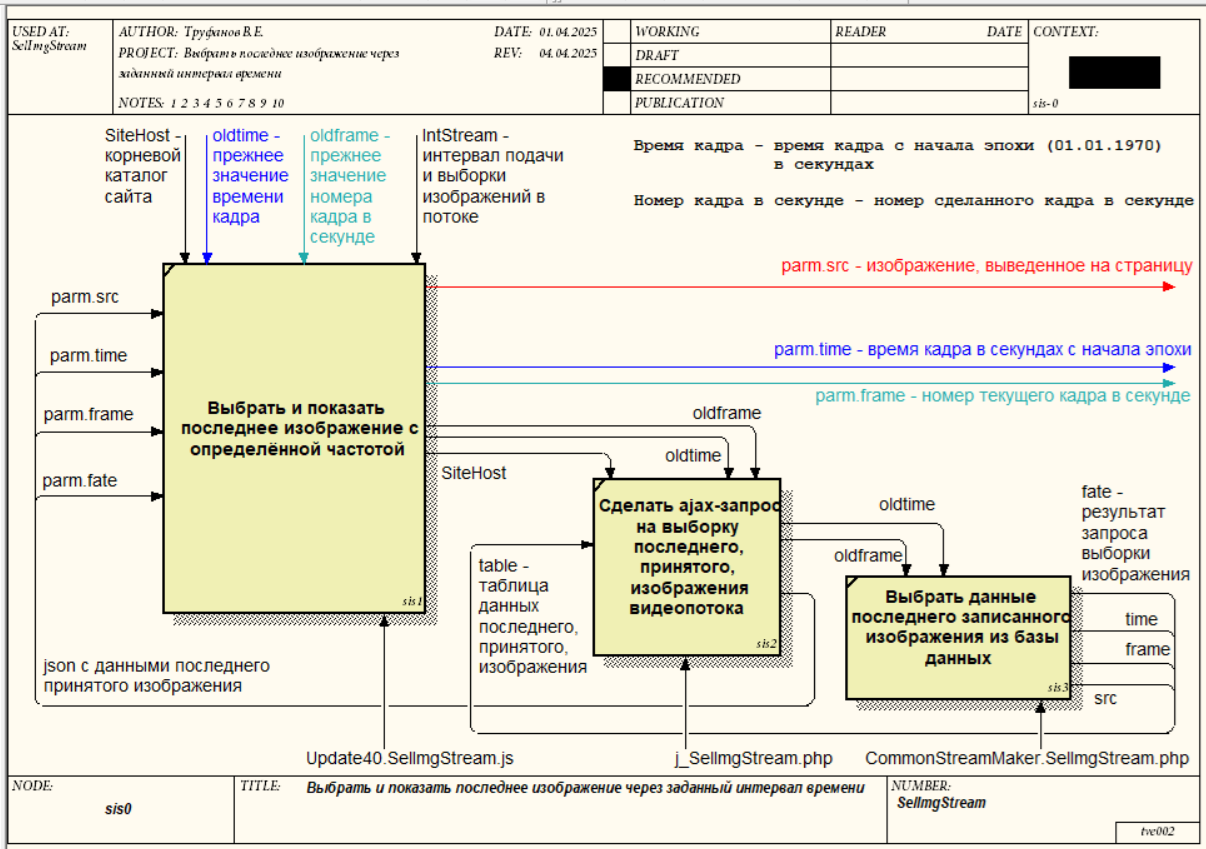 USED AT:
SelImgStream
AUTHOR: Труфанов В.Е.
DATE: 01.04.2025
PROJECT: Выбрать последнее изображение через
заданный интервал времени
REV: 04.04.2025
NOTES: 1 2 3 4 5 6 7 8 9 10
WORKING
DRAFT
RECOMMENDED
PUBLICATION
READER
DATE
CONTEXT:
sis-0
SiteHost -
корневой
каталог
сайта
oldtime -
прежнее
значение
времени
кадра
oldframe -
прежнее
значение
номера
кадра в
секунде
IntStream -
интервал подачи
и выборки
изображений в
потоке
Время кадра - время кадра с начала эпохи (01.01.1970)
в секундах
Номер кадра в секунде - номер сделанного кадра в секунде
parm.src - изображение, выведенное на страницу
parm.time - время кадра в секундах с начала эпохи
parm.frame - номер текущего кадра в секунде
parm.src
parm.time
parm.frame
parm.fate
Выбрать и показать
последнее изображение с
определённой частотой
sis1
oldframe
oldtime
SiteHost
Сделать ajax-запрос
на выборку
последнего,
принятого,
изображения
видеопотока
sis2
oldtime
oldframe
fate -
результат
запроса
выборки
изображения
table -
таблица
данных
последнего,
принятого,
изображения
Выбрать данные
последнего записанного
изображения из базы
данных
sis3
time
frame
src
json с данными последнего
принятого изображения
Update40.SelImgStream.js
j_SelImgStream.php
CommonStreamMaker.SelImgStream.php
NODE:
sis0
TITLE:
Выбрать и показать последнее изображение через заданный интервал времени
NUMBER:
SelImgStream
tve002